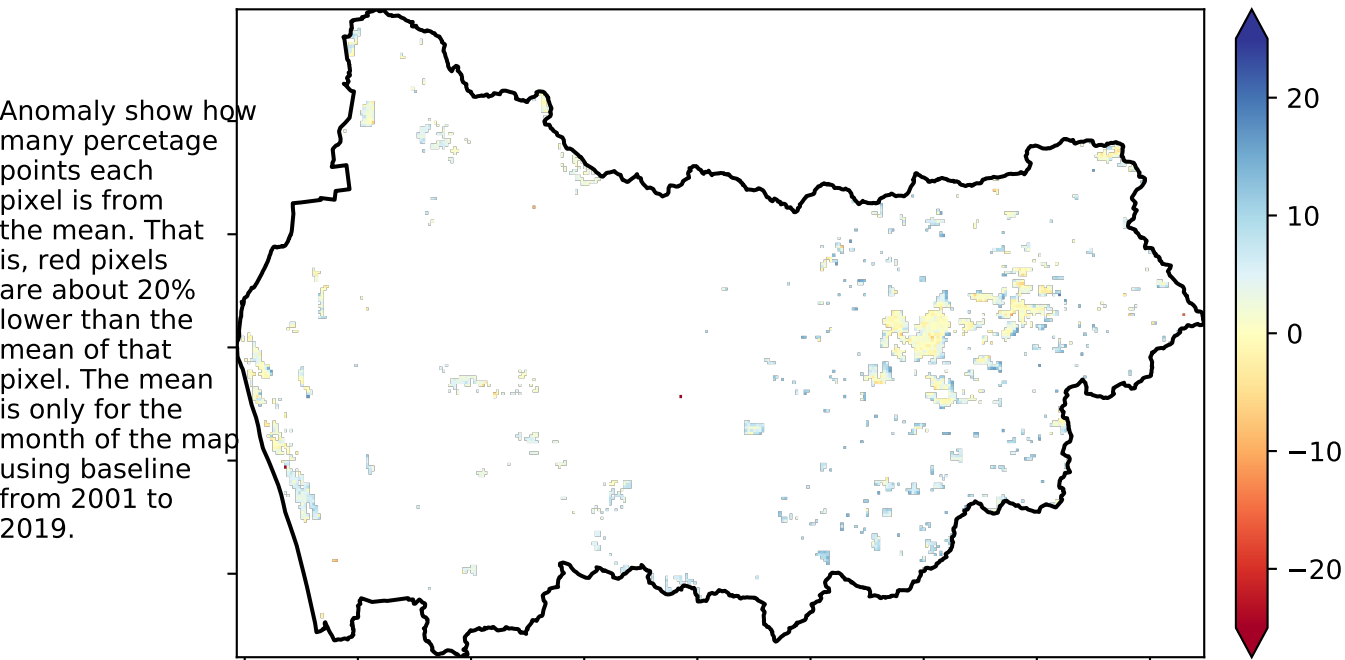 Anomaly show how
many percetage
points each
pixel is from
the mean. That
is, red pixels
are about 20%
lower than the
mean of that
pixel. The mean
is only for the
month of the map
using baseline
from 2001 to
2019.
20
10
0
−10
−20